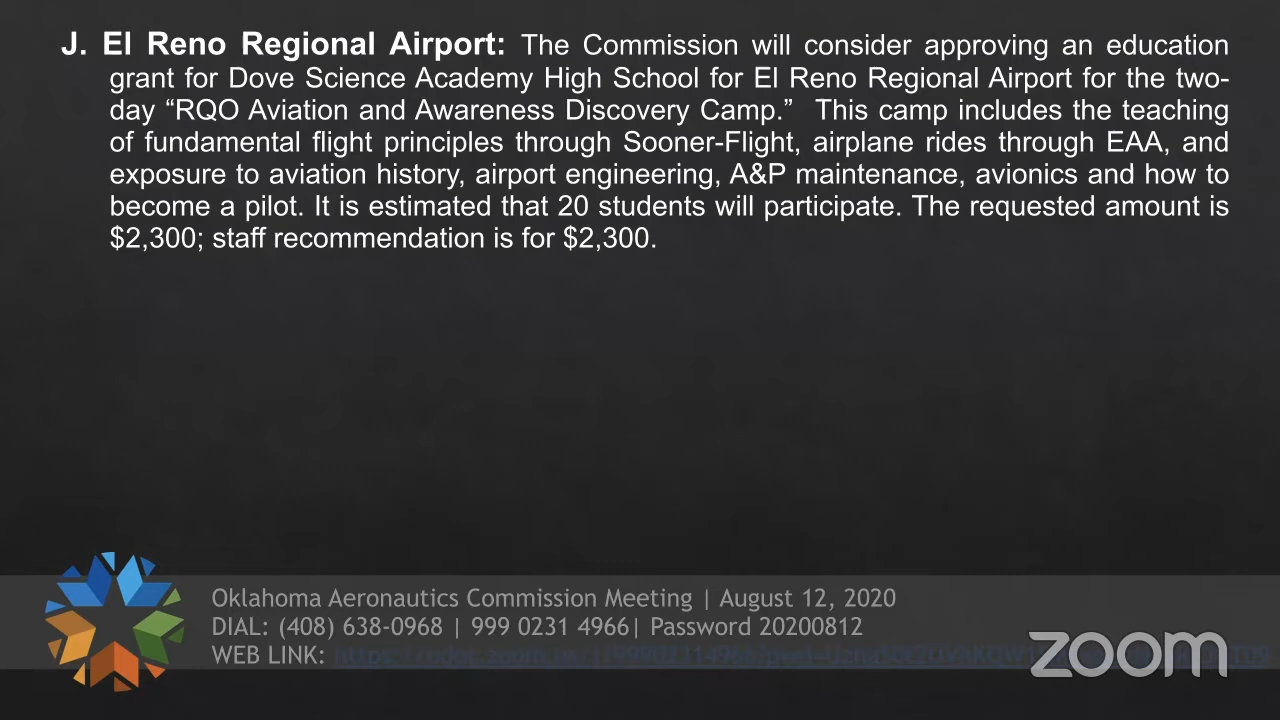 J. El Reno Regional Airport: The Commission will consider approving an education
grant for Dove Science Academy High School for El Reno Regional Airport for the two-
day “RQO Aviation and Awareness Discovery Camp.” This camp includes the teaching
of fundamental flight principles through Sooner-Flight, airplane rides through EAA, and
exposure to aviation history, airport engineering, A&P maintenance, avionics and how to
become a pilot. It is estimated that 20 students will participate. The requested amount is
$2,300; staff recommendation is for $2,300.
Oklahoma Aeronautics Commission Meeting | August 12, 2020
DIAL: (408) 638-0968 | 999 0231 4966| Password 20200812
WEB LINK:
zoom